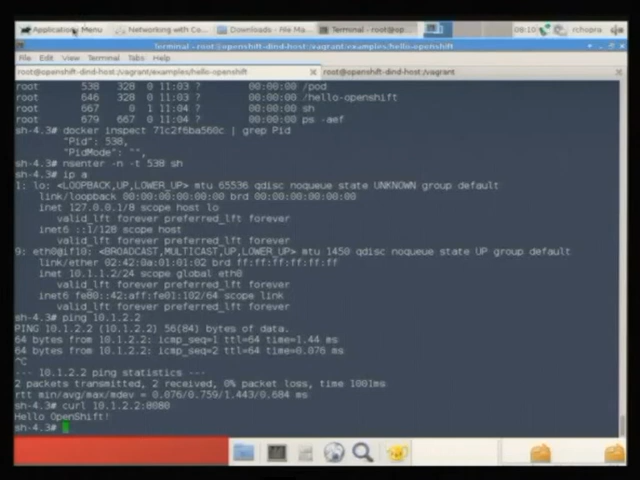 Applications Menu Networking with Co... Downloads - File Ma... Terminal - root@op... 08:10 rchopra
Terminal - root@openshift-dind-host:/vagrant/examples/hello-openshift
File Edit View Terminal Tabs Help
root@openshift-dind-host:/vagrant/examples/hello-openshift root@openshift-dind-host:/vagrant
root 538 328 0 11:03 ? 00:00:00 /pod
root 646 328 0 11:03 ? 00:00:00 /hello-openshift
root 667 0 1 11:04 ? 00:00:00 sh
root 679 667 0 11:04 ? 00:00:00 ps -aef
sh-4.3# docker inspect 71c2f6ba560c | grep Pid
"Pid": 538,
"PidMode": "",
sh-4.3# nsenter -n -t 538 sh
sh-4.3# ip a
1: lo: <LOOPBACK,UP,LOWER_UP> mtu 65536 qdisc noqueue state UNKNOWN group default
link/loopback 00:00:00:00:00:00 brd 00:00:00:00:00:00
inet 127.0.0.1/8 scope host lo
valid_lft forever preferred_lft forever
inet6 ::1/128 scope host
valid_lft forever preferred_lft forever
9: eth0@if10: <BROADCAST,MULTICAST,UP,LOWER_UP> mtu 1450 qdisc noqueue state UP group default
link/ether 02:42:0a:01:01:02 brd ff:ff:ff:ff:ff:ff
inet 10.1.1.2/24 scope global eth0
valid_lft forever preferred_lft forever
inet6 fe80::42:aff:fe01:102/64 scope link
valid_lft forever preferred_lft forever
sh-4.3# ping 10.1.2.2
PING 10.1.2.2 (10.1.2.2) 56(84) bytes of data.
64 bytes from 10.1.2.2: icmp_seq=1 ttl=64 time=1.44 ms
64 bytes from 10.1.2.2: icmp_seq=2 ttl=64 time=0.076 ms
^C
--- 10.1.2.2 ping statistics ---
2 packets transmitted, 2 received, 0% packet loss, time 1001ms
rtt min/avg/max/mdev = 0.076/0.759/1.443/0.684 ms
sh-4.3# curl 10.1.2.2:8080
Hello OpenShift!
sh-4.3#